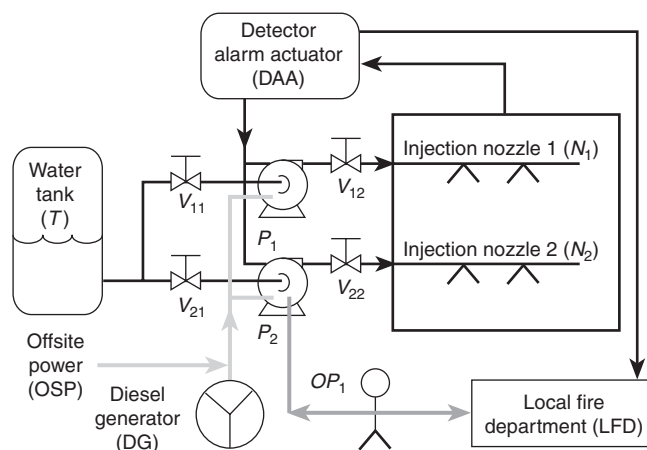 Detector
alarm actuator
(DAA)
Water
tank
(T)
V11
V12
Injection nozzle 1 (N1)
P1
V21
V22
Injection nozzle 2 (N2)
P2
Offsite
power
(OSP)
Diesel
generator
(DG)
OP1
Local fire
department (LFD)